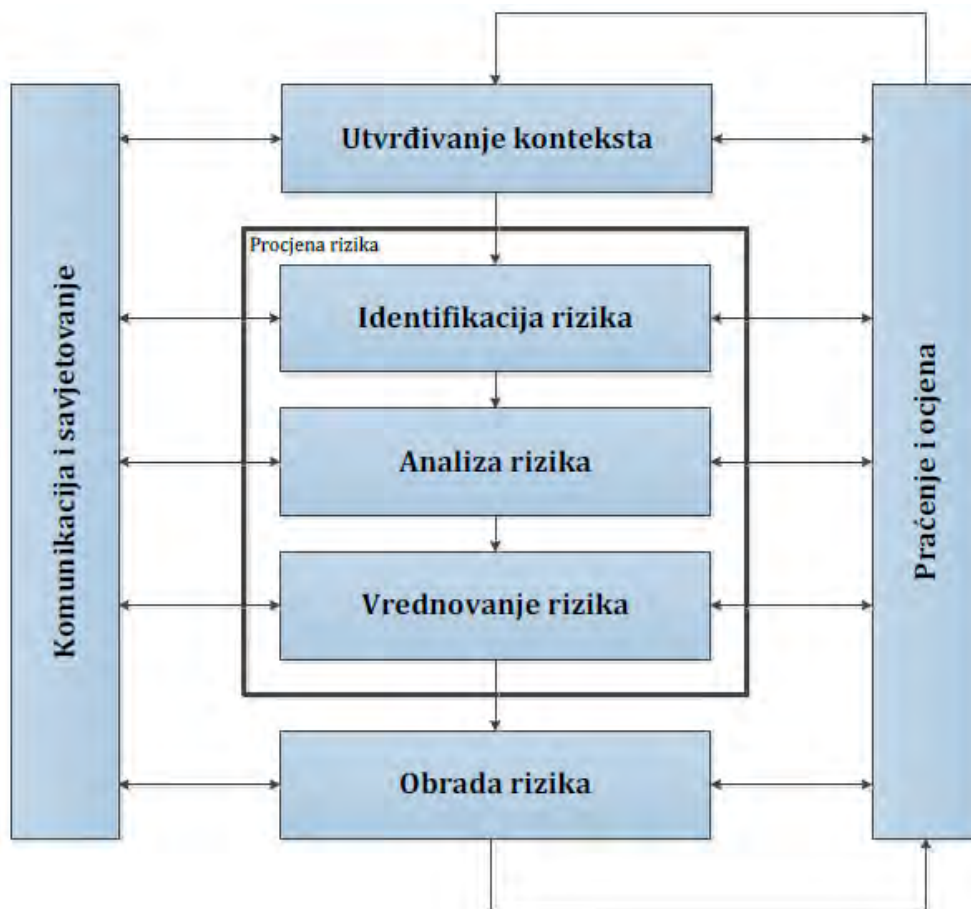 Utvrđivanje konteksta
Procjena rizika
Identifikacija rizika
Analiza rizika
Vrednovanje rizika
Obrada rizika
Komunikacija i savjetovanje
Praćenje i ocjena